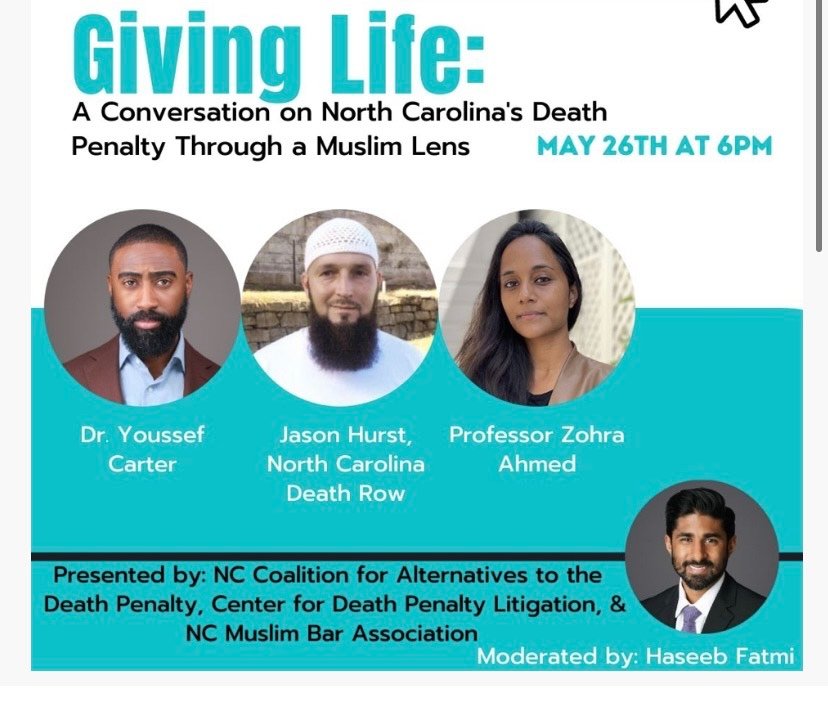 Giving Life:
A Conversation on North Carolina's Death
Penalty Through a Muslim Lens
MAY 26TH AT 6PM
Dr. Youssef
Carter
Jason Hurst,
North Carolina
Death Row
Professor Zohra
Ahmed
Presented by: NC Coalition for Alternatives to the
Death Penalty, Center for Death Penalty Litigation, &
NC Muslim Bar Association
Moderated by: Haseeb Fatmi